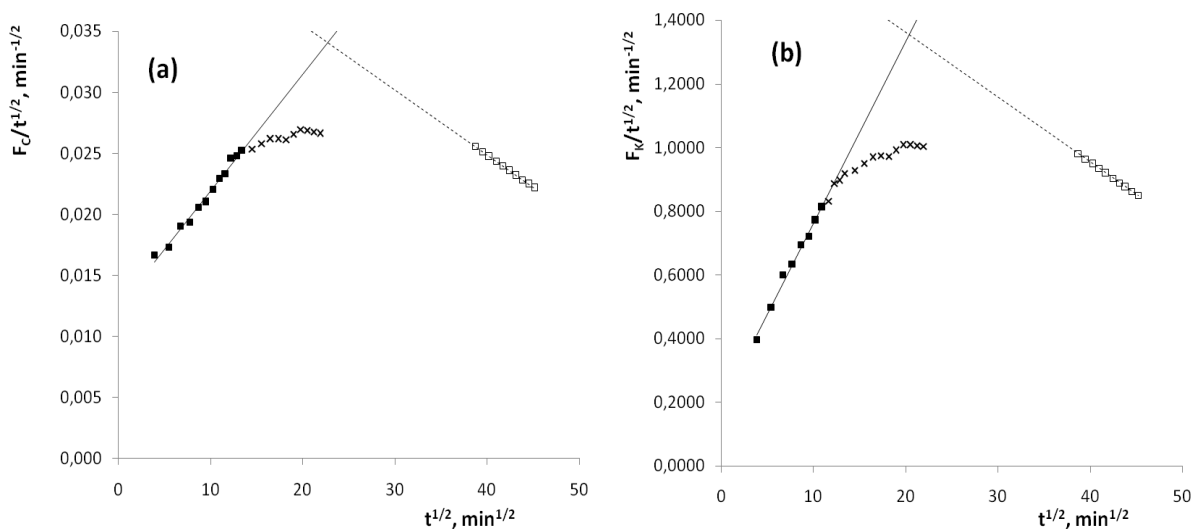 (a)
F_C/t^{1/2}, min^{-1/2}
0,035
0,030
0,025
0,020
0,015
0,010
0,005
0,000
0 10 20 30 40 50
t^{1/2}, min^{1/2}
(b)
F_K/t^{1/2}, min^{-1/2}
1,4000
1,2000
1,0000
0,8000
0,6000
0,4000
0,2000
0,0000
0 10 20 30 40 50
t^{1/2}, min^{1/2}